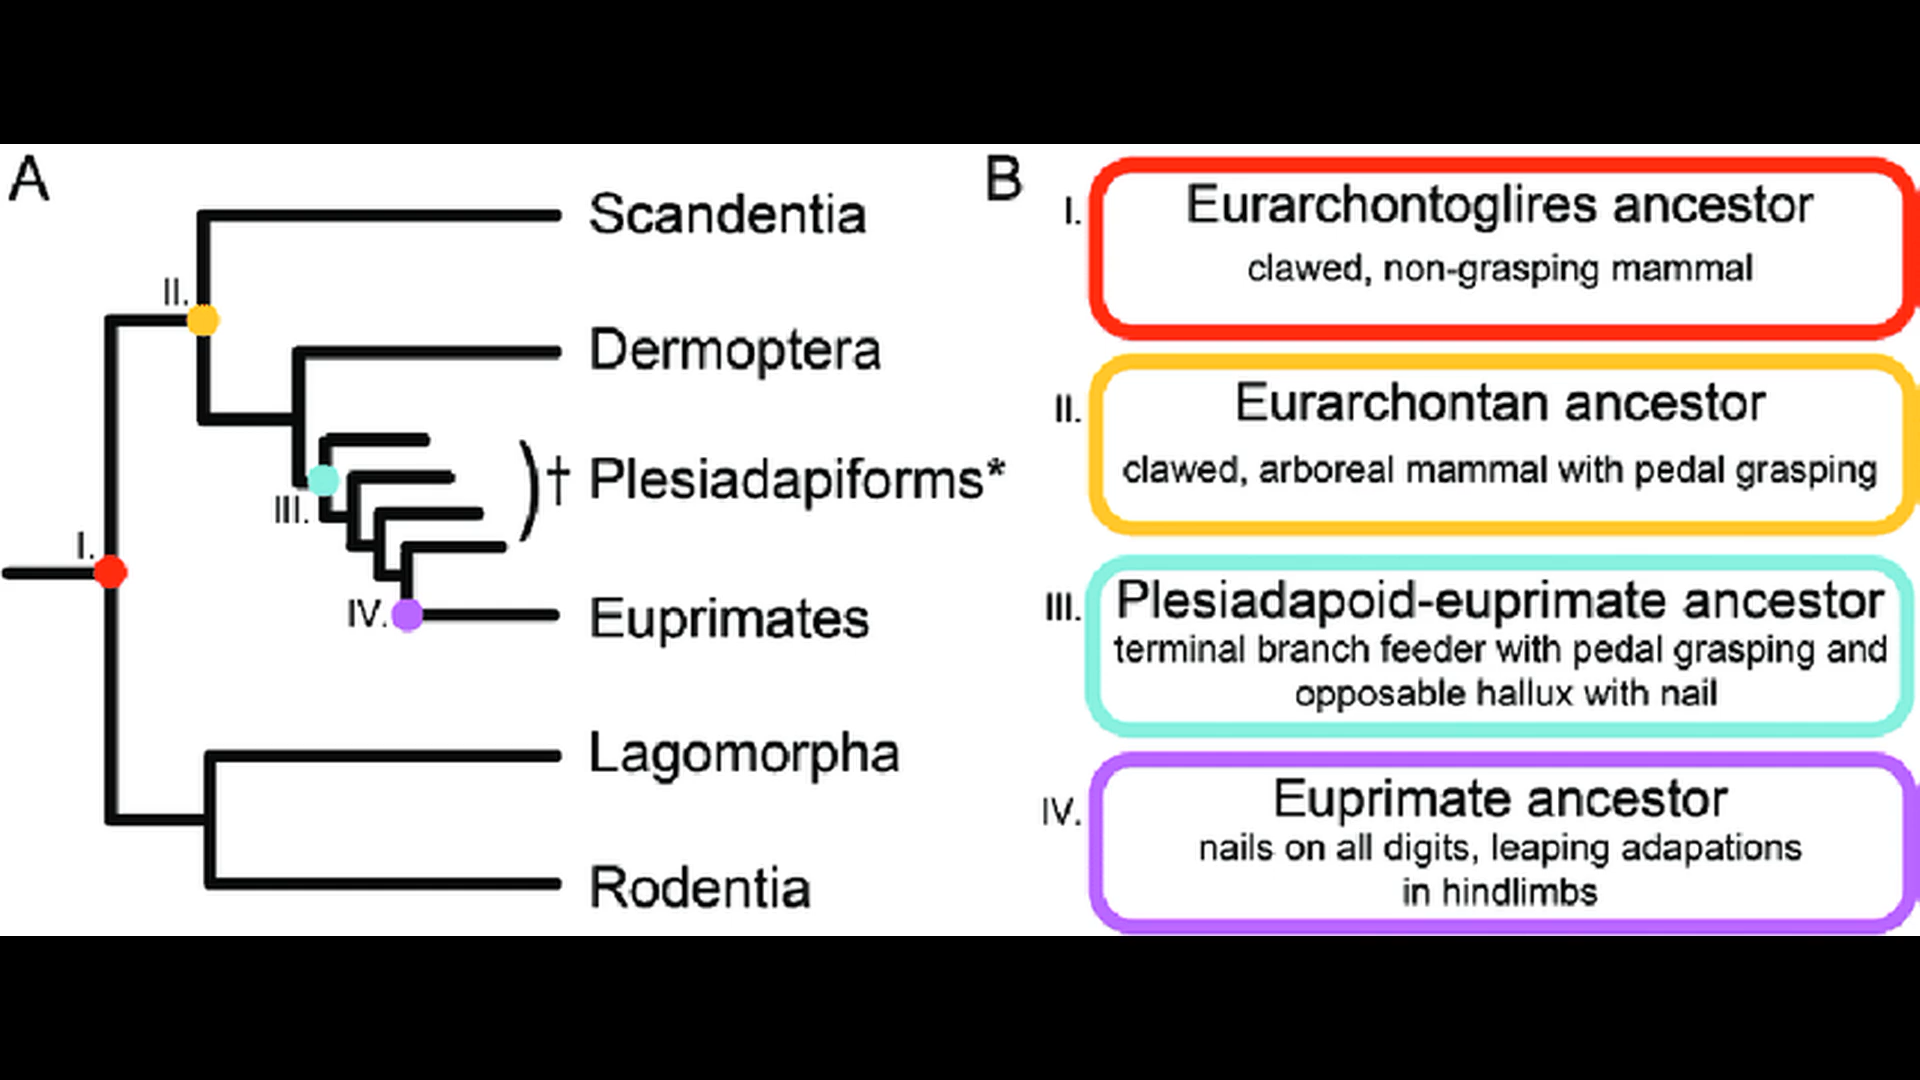 A
Scandentia
II.
Dermoptera
)† Plesiadapiforms*
III.
I.
IV.
Euprimates
Lagomorpha
Rodentia
B
I.
Eurarchontoglires ancestor
clawed, non-grasping mammal
II.
Eurarchontan ancestor
clawed, arboreal mammal with pedal grasping
III.
Plesiadapoid-euprimate ancestor
terminal branch feeder with pedal grasping and
opposable hallux with nail
IV.
Euprimate ancestor
nails on all digits, leaping adapations
in hindlimbs